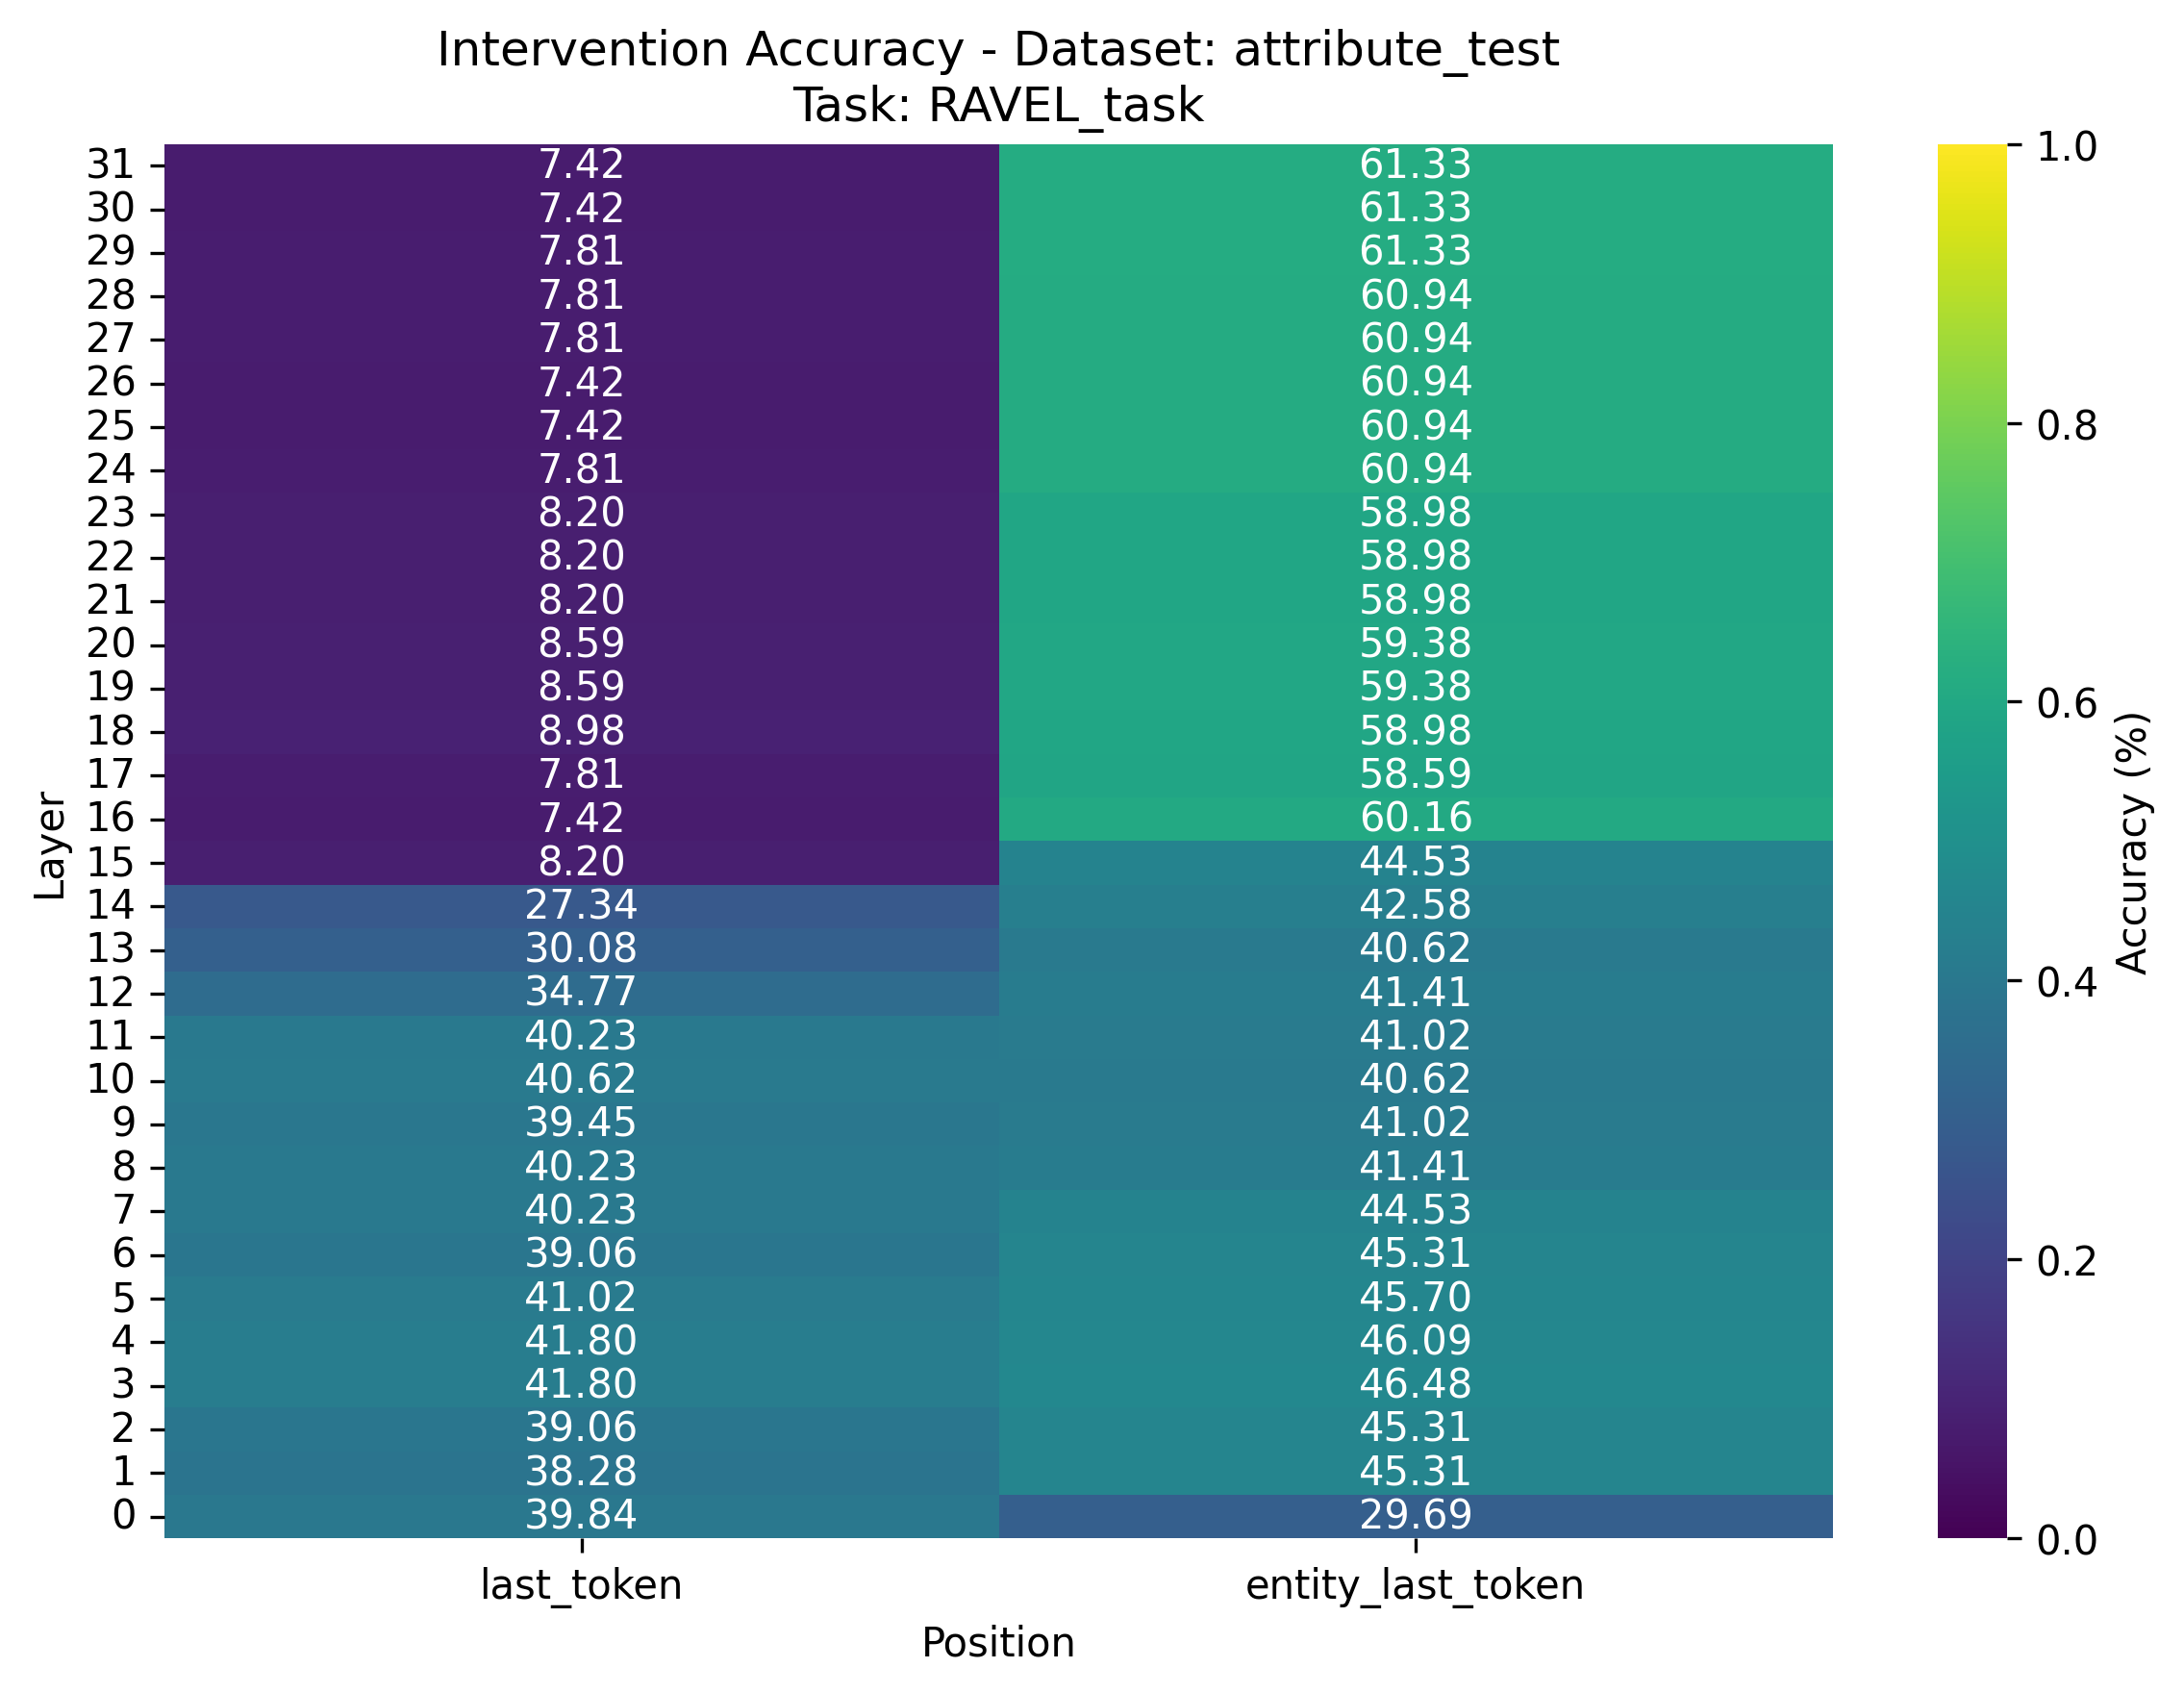 Intervention Accuracy - Dataset: attribute_test
Task: RAVEL_task
31 7.42 61.33
30 7.42 61.33
29 7.81 61.33
28 7.81 60.94
27 7.81 60.94
26 7.42 60.94
25 7.42 60.94
24 7.81 60.94
23 8.20 58.98
22 8.20 58.98
21 8.20 58.98
20 8.59 59.38
19 8.59 59.38
18 8.98 58.98
17 7.81 58.59
16 7.42 60.16
15 8.20 44.53
14 27.34 42.58
13 30.08 40.62
12 34.77 41.41
11 40.23 41.02
10 40.62 40.62
9 39.45 41.02
8 40.23 41.41
7 40.23 44.53
6 39.06 45.31
5 41.02 45.70
4 41.80 46.09
3 41.80 46.48
2 39.06 45.31
1 38.28 45.31
0 39.84 29.69
last_token entity_last_token
Position
Layer
1.0
0.8
0.6
0.4
0.2
0.0
Accuracy (%)